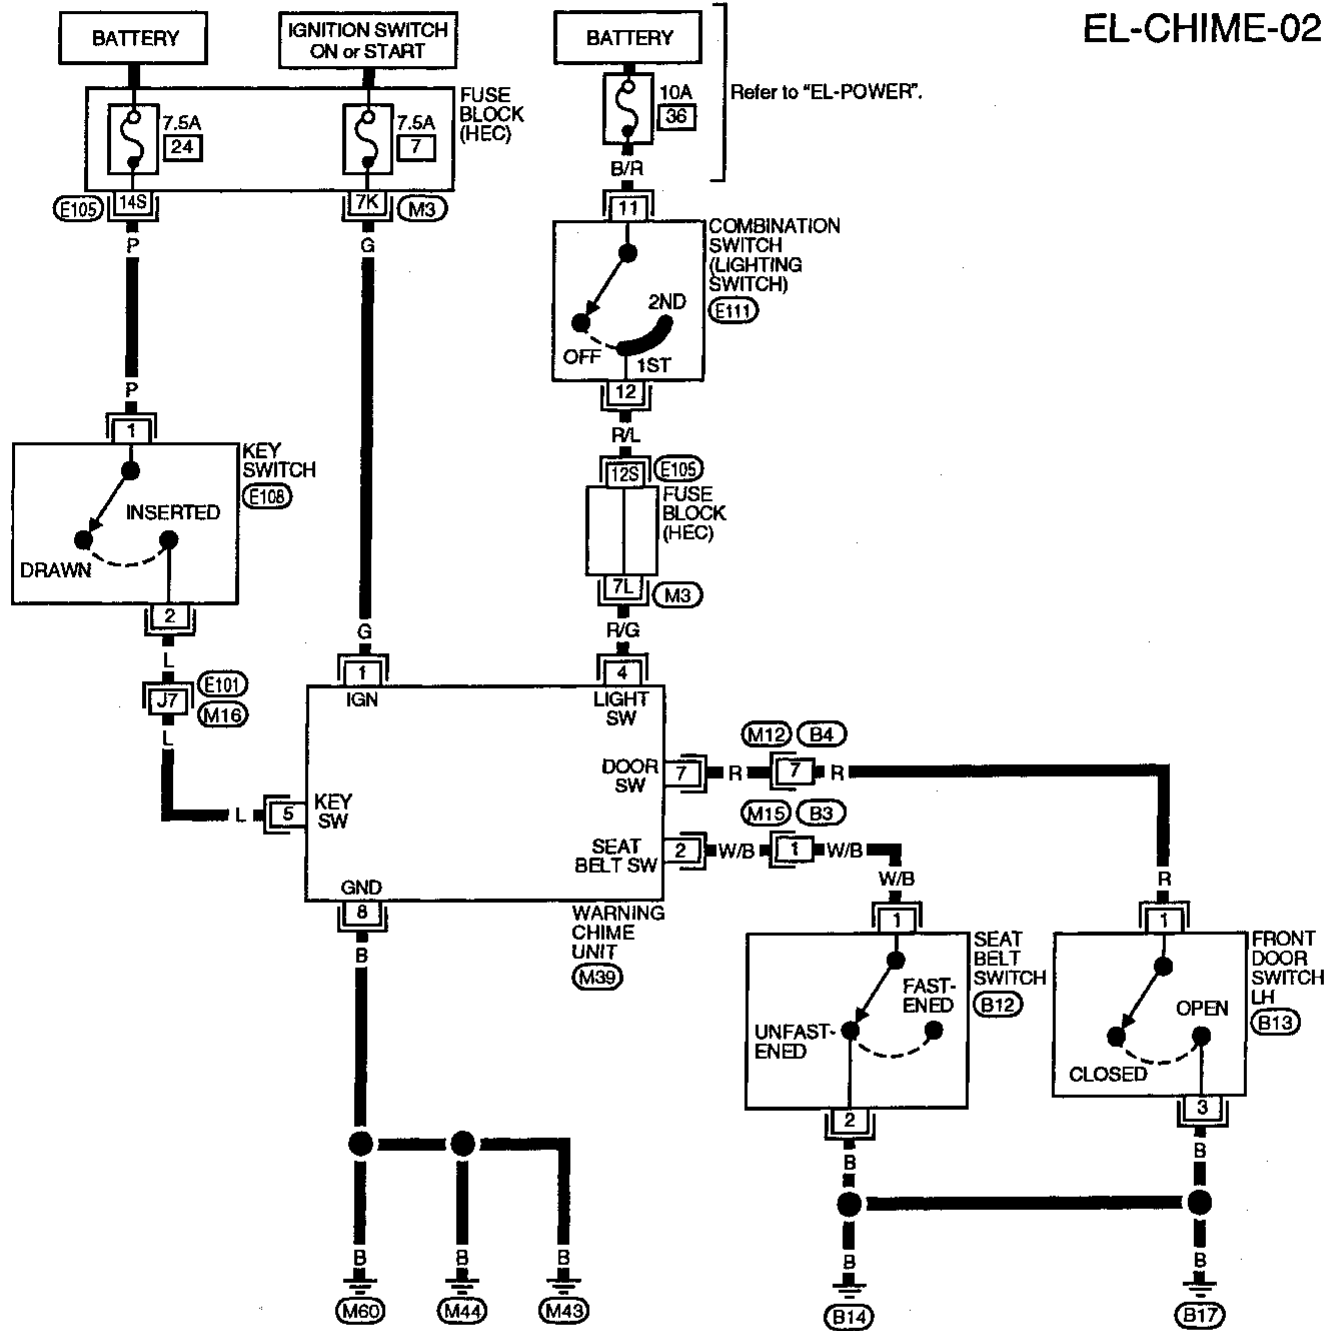 EL-CHIME-02
BATTERY
IGNITION SWITCH
ON or START
BATTERY
Refer to "EL-POWER".
7.5A
24
7.5A
7
FUSE
BLOCK
(HEC)
10A
36
B/R
E105
14S
7K
M3
11
P
G
COMBINATION
SWITCH
(LIGHTING
SWITCH)
E111
2ND
OFF
1ST
12
P
R/L
1
KEY
SWITCH
E108
INSERTED
DRAWN
2
12S
E105
FUSE
BLOCK
(HEC)
7L
M3
G
R/G
L
J7
E101
M16
L
1
IGN
4
LIGHT
SW
DOOR
SW
7
R
M12
B4
7
R
L
5
KEY
SW
SEAT
BELT SW
2
W/B
M15
B3
1
W/B
W/B
R
GND
8
WARNING
CHIME
UNIT
M39
B
1
SEAT
BELT
SWITCH
B12
FAST-
ENED
UNFAST-
ENED
2
1
FRONT
DOOR
SWITCH
LH
B13
OPEN
CLOSED
3
B
B
B
B
B
B
B
M60
M44
M43
B14
B17